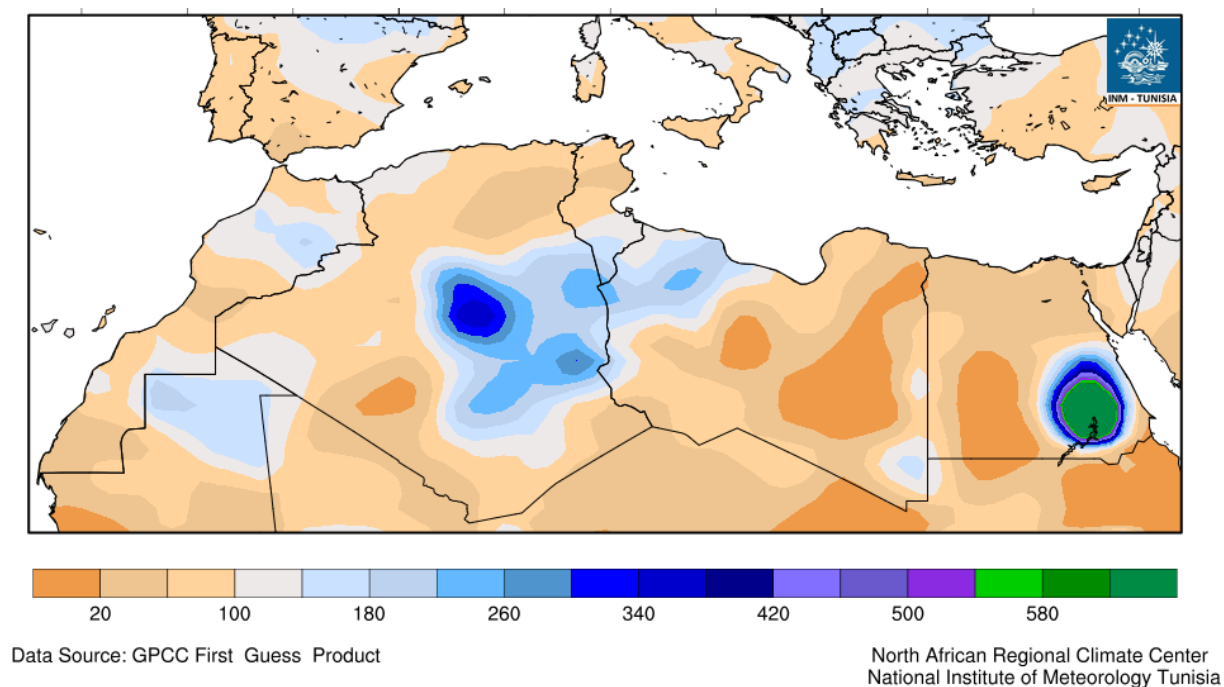 INM - TUNISIA
20 100 180 260 340 420 500 580
Data Source: GPCC First Guess Product
North African Regional Climate Center
National Institute of Meteorology Tunisia